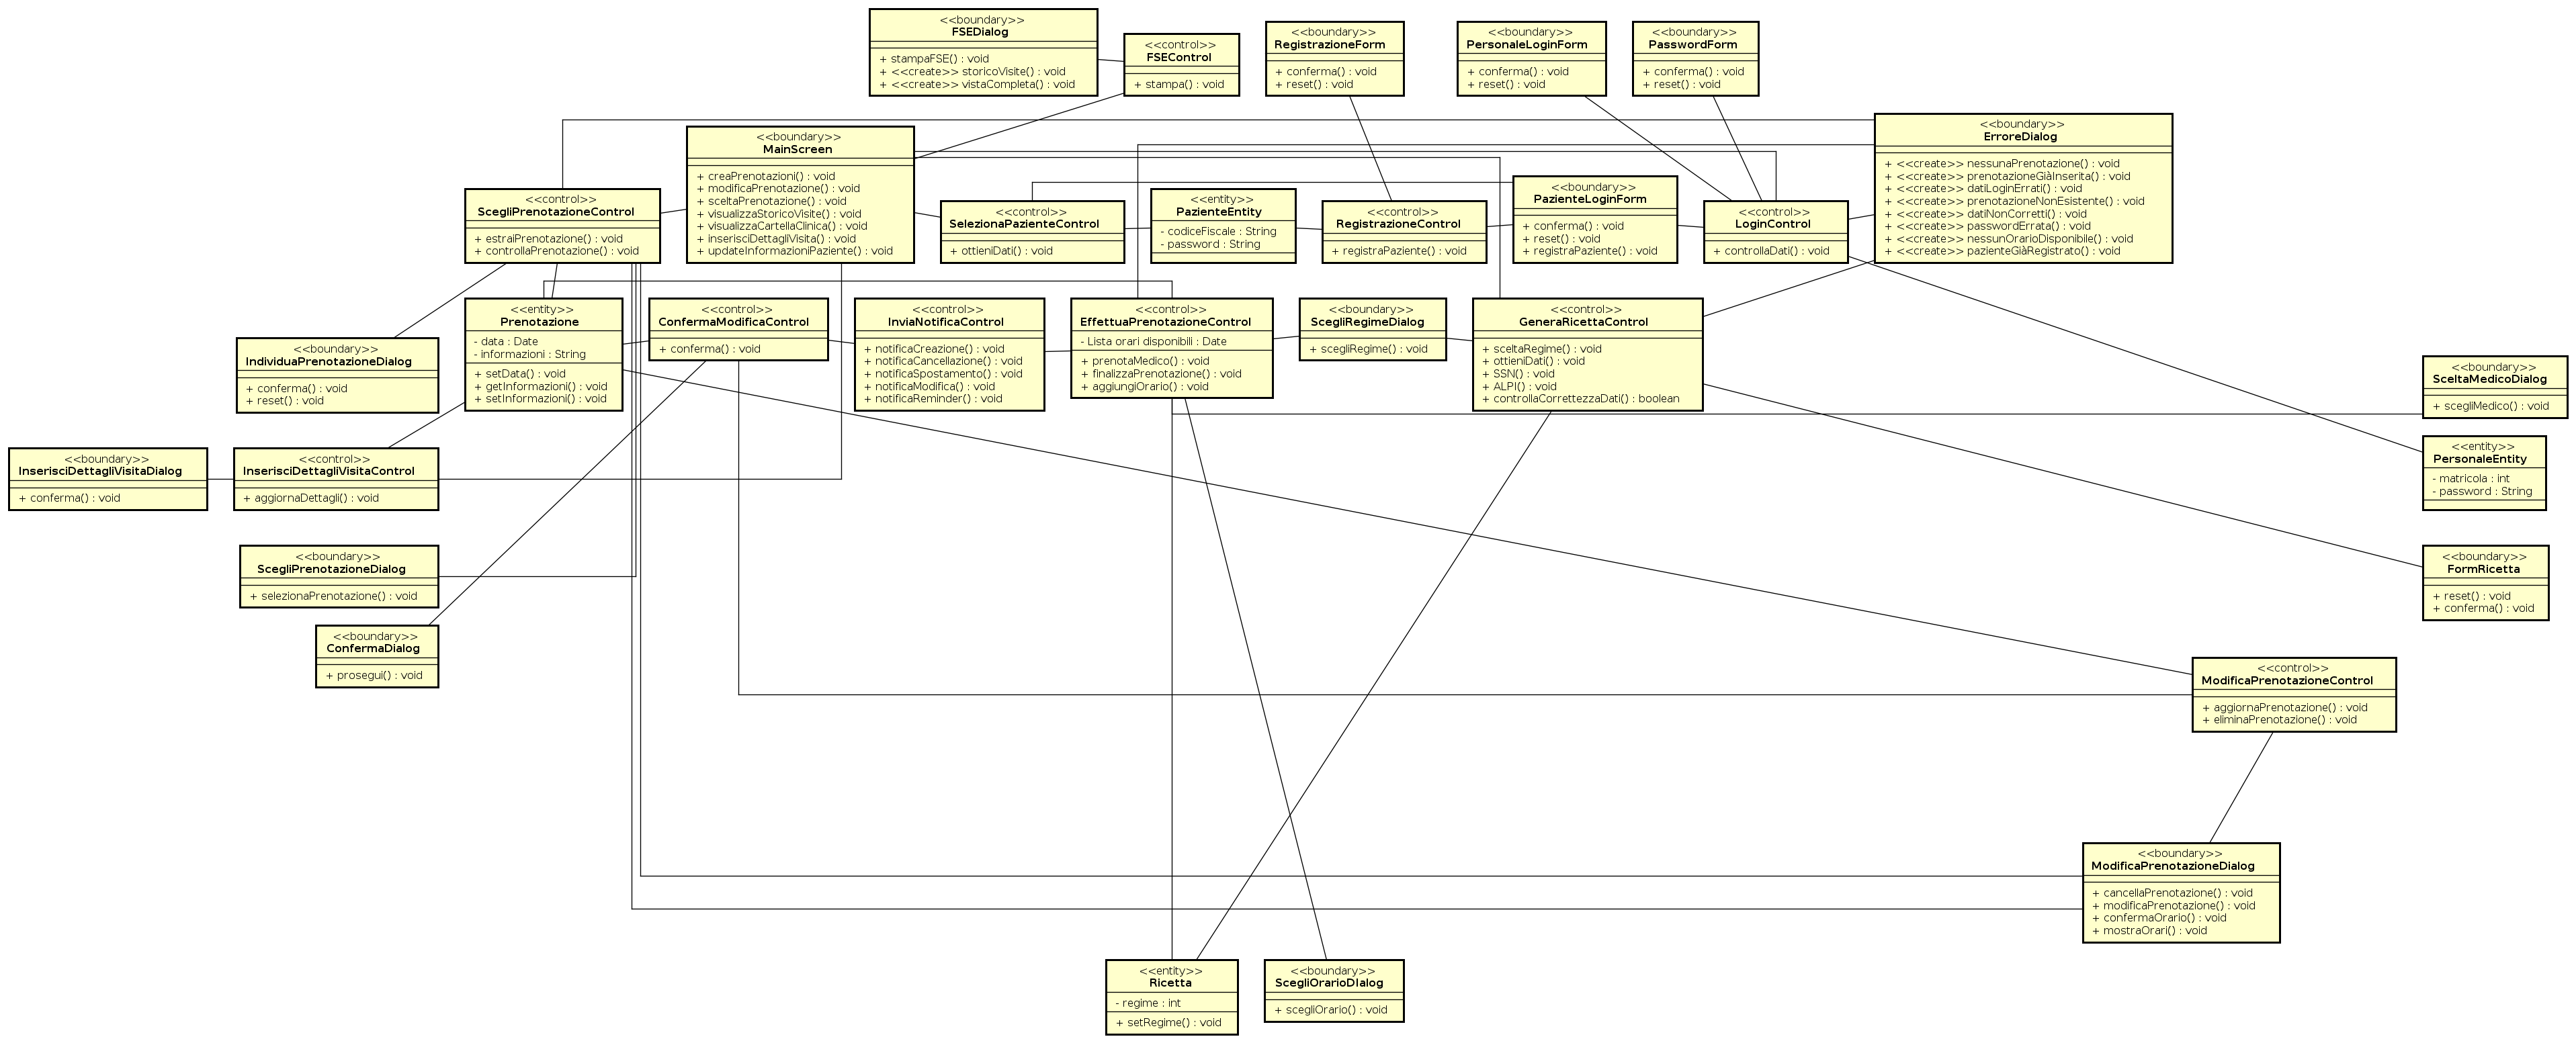 <<boundary>>
FSEDialog
+ stampaFSE() : void
+ <<create>> storicoVisite() : void
+ <<create>> vistaCompleta() : void
<<control>>
FSEControl
+ stampa() : void
<<boundary>>
RegistrazioneForm
+ conferma() : void
+ reset() : void
<<boundary>>
PersonaleLoginForm
+ conferma() : void
+ reset() : void
<<boundary>>
PasswordForm
+ conferma() : void
+ reset() : void
<<boundary>>
ErroreDialog
+ <<create>> nessunaPrenotazione() : void
+ <<create>> prenotazioneGiàInserita() : void
+ <<create>> datiLoginErrati() : void
+ <<create>> prenotazioneNonEsistente() : void
+ <<create>> datiNonCorretti() : void
+ <<create>> passwordErrata() : void
+ <<create>> nessunOrarioDisponibile() : void
+ <<create>> pazienteGiàRegistrato() : void
<<boundary>>
MainScreen
+ creaPrenotazioni() : void
+ modificaPrenotazione() : void
+ sceltaPrenotazione() : void
+ visualizzaStoricoVisite() : void
+ visualizzaCartellaClinica() : void
+ inserisciDettagliVisita() : void
+ updateInformazioniPaziente() : void
<<control>>
ScegliPrenotazioneControl
+ estraiPrenotazione() : void
+ controllaPrenotazione() : void
<<control>>
SelezionaPazienteControl
+ ottieniDati() : void
<<entity>>
PazienteEntity
- codiceFiscale : String
- password : String
<<control>>
RegistrazioneControl
+ registraPaziente() : void
<<boundary>>
PazienteLoginForm
+ conferma() : void
+ reset() : void
+ registraPaziente() : void
<<control>>
LoginControl
+ controllaDati() : void
<<boundary>>
IndividuaPrenotazioneDialog
+ conferma() : void
+ reset() : void
<<entity>>
Prenotazione
- data : Date
- informazioni : String
+ setData() : void
+ getInformazioni() : void
+ setInformazioni() : void
<<control>>
ConfermaModificaControl
+ conferma() : void
<<control>>
InviaNotificaControl
+ notificaCreazione() : void
+ notificaCancellazione() : void
+ notificaSpostamento() : void
+ notificaModifica() : void
+ notificaReminder() : void
<<control>>
EffettuaPrenotazioneControl
- Lista orari disponibili : Date
+ prenotaMedico() : void
+ finalizzaPrenotazione() : void
+ aggiungiOrario() : void
<<boundary>>
ScegliRegimeDialog
+ scegliRegime() : void
<<control>>
GeneraRicettaControl
+ sceltaRegime() : void
+ ottieniDati() : void
+ SSN() : void
+ ALPI() : void
+ controllaCorrettezzaDati() : boolean
<<boundary>>
SceltaMedicoDialog
+ scegliMedico() : void
<<entity>>
PersonaleEntity
- matricola : int
- password : String
<<boundary>>
InserisciDettagliVisitaDialog
+ conferma() : void
<<control>>
InserisciDettagliVisitaControl
+ aggiornaDettagli() : void
<<boundary>>
ScegliPrenotazioneDialog
+ selezionaPrenotazione() : void
<<boundary>>
FormRicetta
+ reset() : void
+ conferma() : void
<<boundary>>
ConfermaDialog
+ prosegui() : void
<<control>>
ModificaPrenotazioneControl
+ aggiornaPrenotazione() : void
+ eliminaPrenotazione() : void
<<boundary>>
ModificaPrenotazioneDialog
+ cancellaPrenotazione() : void
+ modificaPrenotazione() : void
+ confermaOrario() : void
+ mostraOrari() : void
<<entity>>
Ricetta
- regime : int
+ setRegime() : void
<<boundary>>
ScegliOrarioDIalog
+ scegliOrario() : void